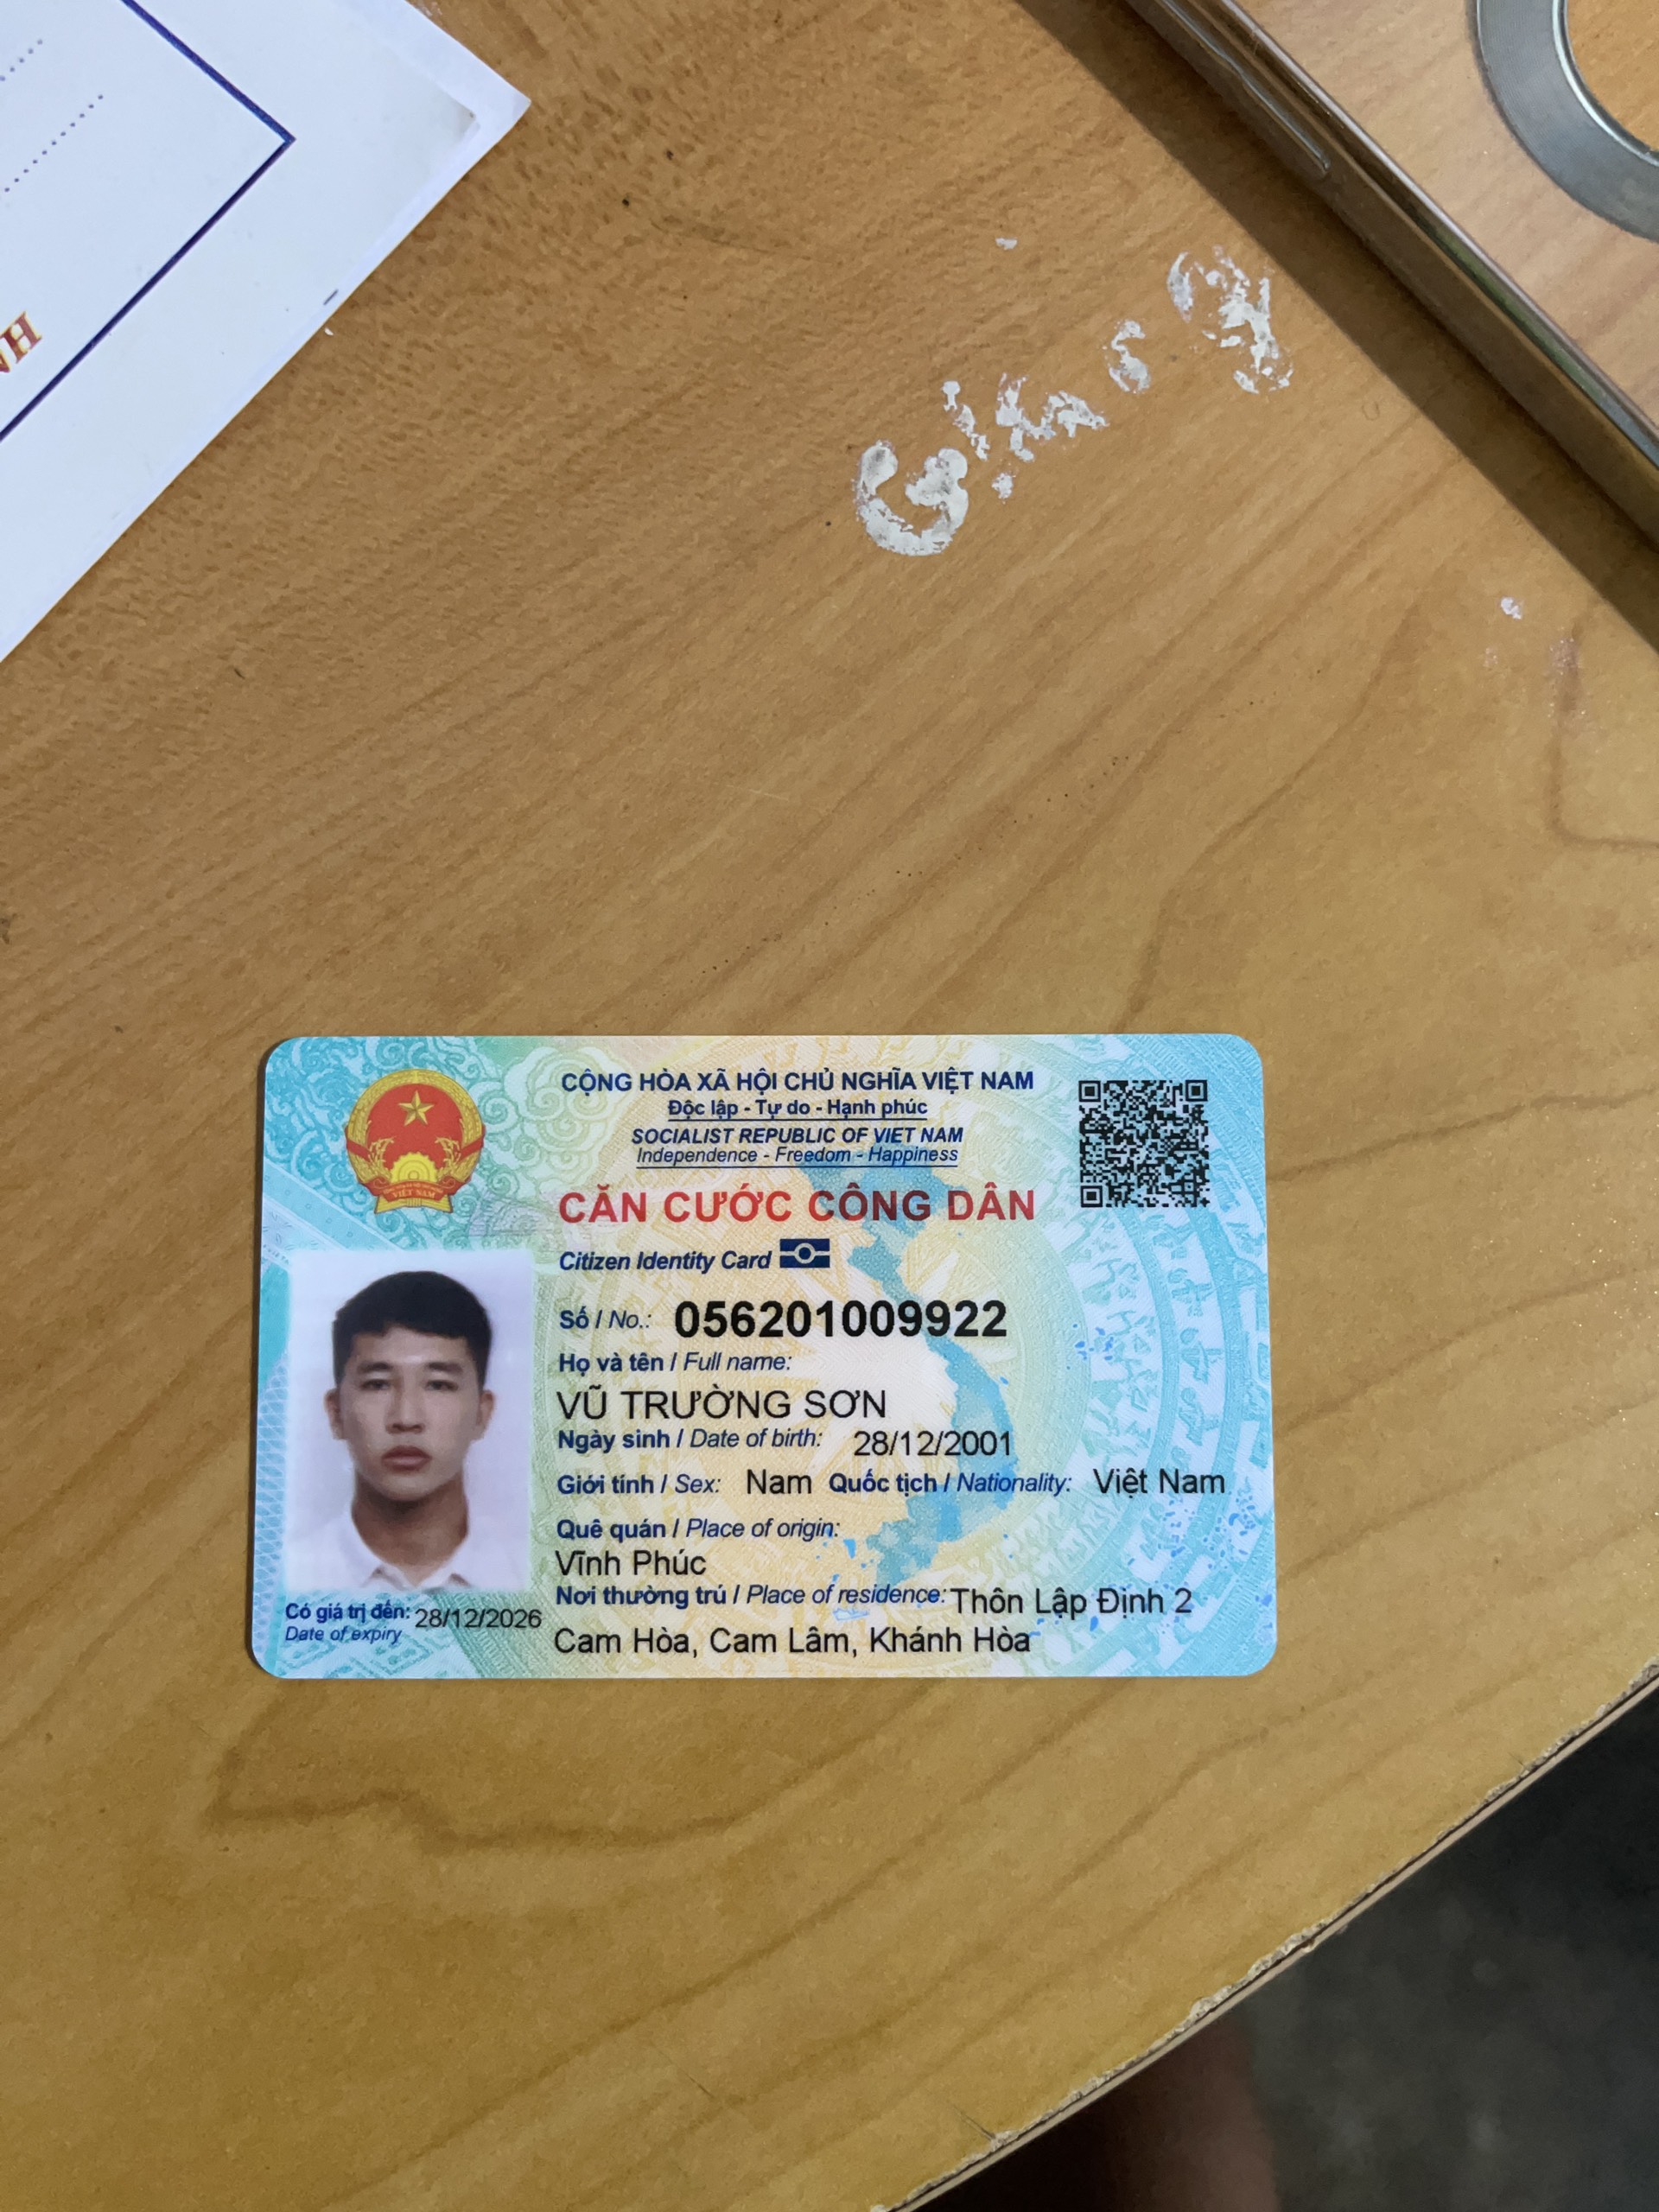 Giang
CỘNG HÒA XÃ HỘI CHỦ NGHĨA VIỆT NAM
Độc lập - Tự do - Hạnh phúc
SOCIALIST REPUBLIC OF VIET NAM
Independence - Freedom - Happiness
CĂN CƯỚC CÔNG DÂN
Citizen Identity Card
VIỆT NAM
Số / No.: 056201009922
Họ và tên / Full name:
VŨ TRƯỜNG SƠN
Ngày sinh / Date of birth: 28/12/2001
Giới tính / Sex: Nam Quốc tịch / Nationality: Việt Nam
Quê quán / Place of origin:
Vĩnh Phúc
Nơi thường trú / Place of residence: Thôn Lập Định 2
Cam Hòa, Cam Lâm, Khánh Hòa
Có giá trị đến: 28/12/2026
Date of expiry